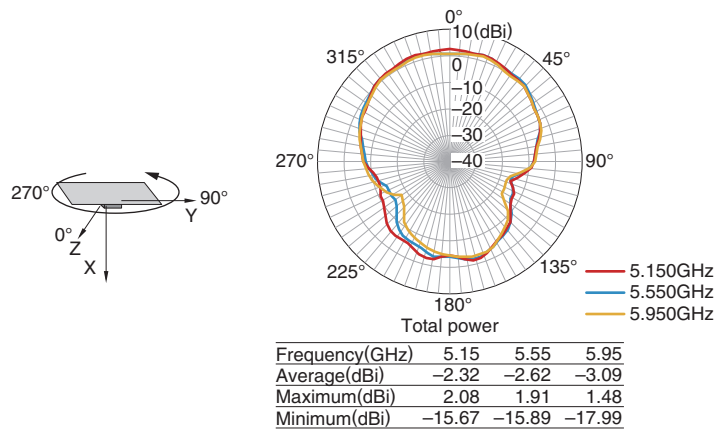 0°
10(dBi)
315°
45°
0
−10
−20
−30
270°
−40
90°
270°
90°
Y
0°
Z
X
225°
135°
5.150GHz
5.550GHz
180°
5.950GHz
Total power
Frequency(GHz) 5.15 5.55 5.95
Average(dBi) −2.32 −2.62 −3.09
Maximum(dBi) 2.08 1.91 1.48
Minimum(dBi) −15.67 −15.89 −17.99